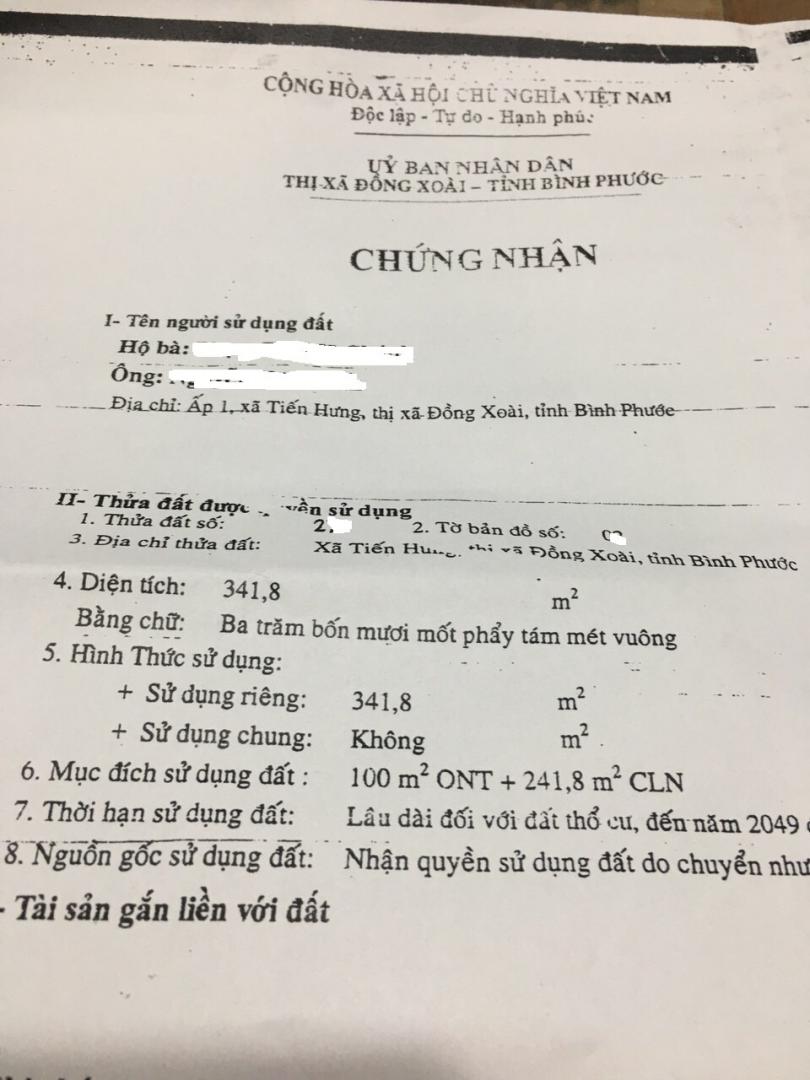 CỘNG HÒA XÃ HỘI CHỦ NGHĨA VIỆT NAM
Độc lập - Tự do - Hạnh phúc
UỶ BAN NHÂN DÂN
THỊ XÃ ĐỒNG XOÀI – TỈNH BÌNH PHƯỚC
CHỨNG NHẬN
I- Tên người sử dụng đất
Hộ bà:
Ông:
Địa chỉ: Ấp 1, xã Tiến Hưng, thị xã Đồng Xoài, tỉnh Bình Phước
II- Thửa đất được sử dụng
1. Thửa đất số: 2. Tờ bản đồ số:
3. Địa chỉ thửa đất: Xã Tiến Hưng, thị xã Đồng Xoài, tỉnh Bình Phước
4. Diện tích: 341,8 m²
Bằng chữ: Ba trăm bốn mươi mốt phẩy tám mét vuông
5. Hình Thức sử dụng:
+ Sử dụng riêng: 341,8 m²
+ Sử dụng chung: Không m²
6. Mục đích sử dụng đất : 100 m² ONT + 241,8 m² CLN
7. Thời hạn sử dụng đất: Lâu dài đối với đất thổ cư, đến năm 2049
8. Nguồn gốc sử dụng đất: Nhận quyền sử dụng đất do chuyển
- Tài sản gắn liền với đất